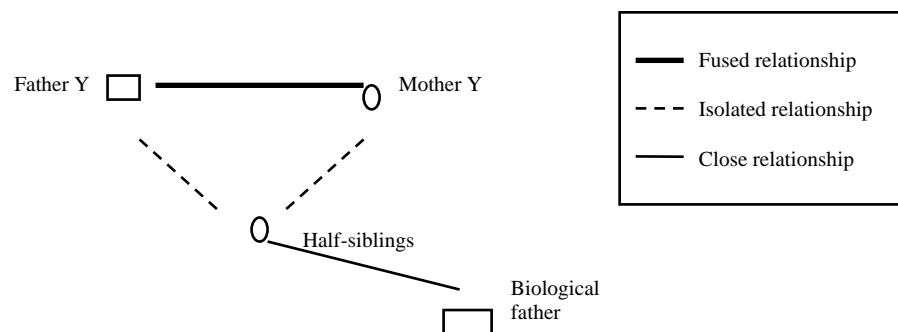 Father Y
Mother Y
Half-siblings
Biological
father
Fused relationship
Isolated relationship
Close relationship